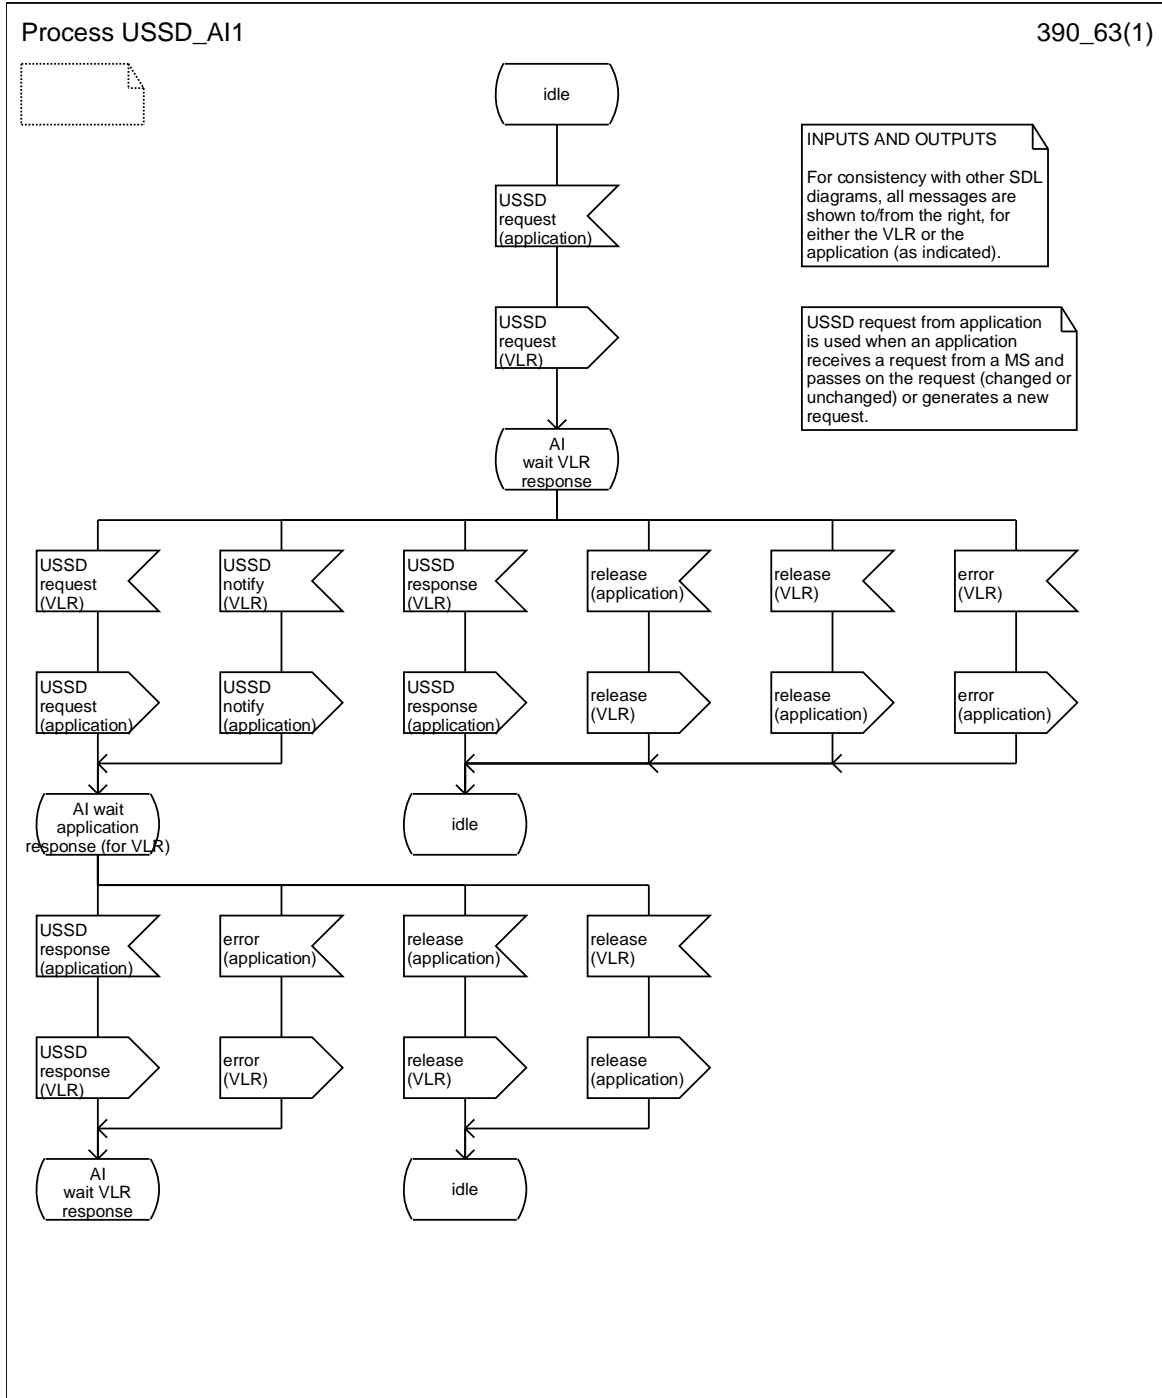 Process USSD_AI1
390_63(1)
idle
INPUTS AND OUTPUTS
For consistency with other SDL
diagrams, all messages are
shown to/from the right, for
either the VLR or the
application (as indicated).
USSD
request
(application)
USSD
request
(VLR)
USSD request from application
is used when an application
receives a request from a MS and
passes on the request (changed or
unchanged) or generates a new
request.
AI
wait VLR
response
USSD
request
(VLR)
USSD
notify
(VLR)
USSD
response
(VLR)
release
(application)
release
(VLR)
error
(VLR)
USSD
request
(application)
USSD
notify
(application)
USSD
response
(application)
release
(VLR)
release
(application)
error
(application)
AI wait
application
response (for VLR)
idle
USSD
response
(application)
error
(application)
release
(application)
release
(VLR)
USSD
response
(VLR)
error
(VLR)
release
(VLR)
release
(application)
AI
wait VLR
response
idle